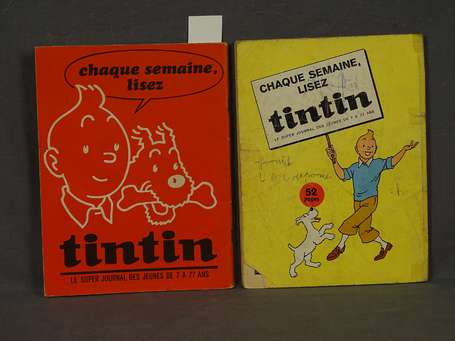 chaque semaine,
lisez
tintin
LE SUPER JOURNAL DES JEUNES DE 7 A 77 ANS
CHAQUE SEMAINE,
LISEZ
tintin
LE SUPER JOURNAL DES JEUNES DE 7 A 77 ANS
52
pages